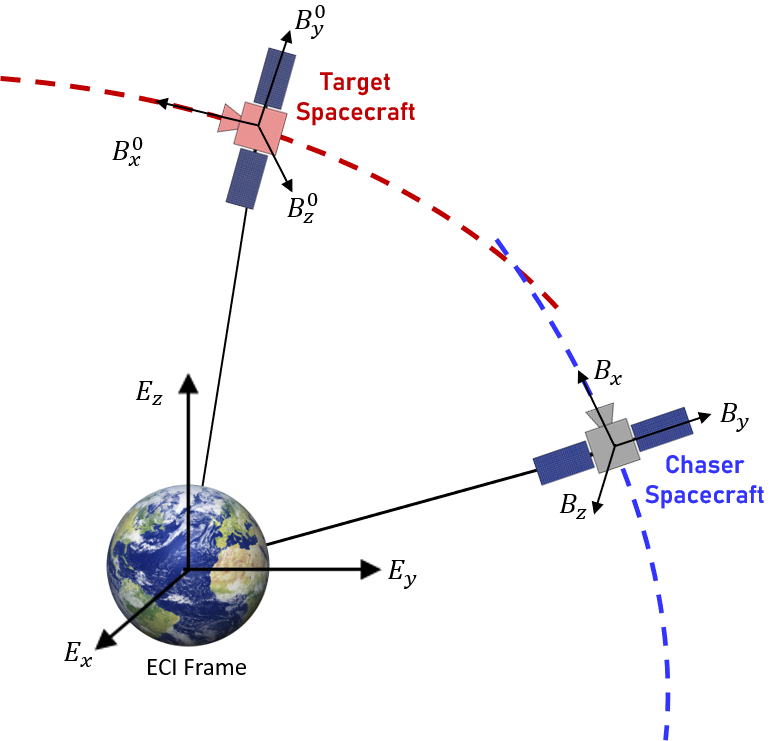 B_y^0
Target
Spacecraft
B_x^0
B_z^0
E_z
B_x
B_y
Chaser
Spacecraft
B_z
E_y
E_x
ECI Frame